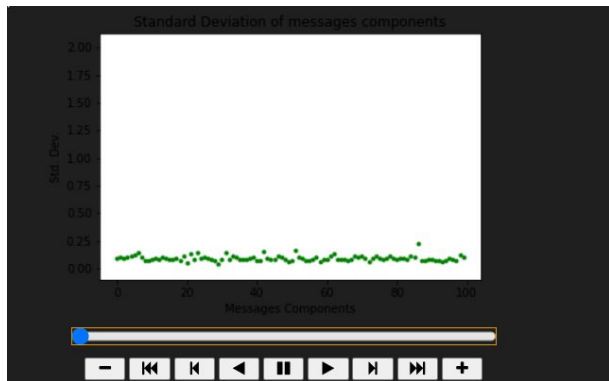 Standard Deviation of messages components
2.00
1.75
1.50
Std. Dev
1.25
1.00
0.75
0.50
0.25
0.00
0 20 40 60 80 100
Messages Components